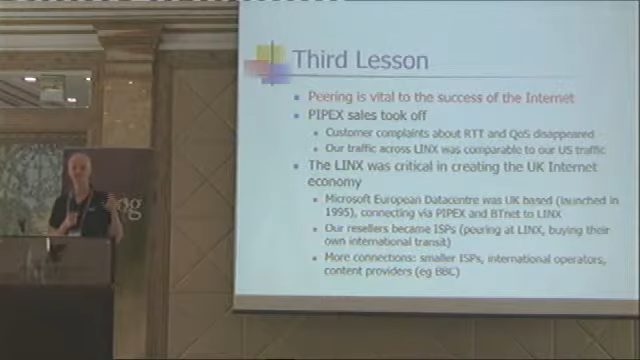 Third Lesson
Peering is vital to the success of the Internet
PIPEX sales took off
Customer complaints about RTT and QoS disappeared
Our traffic across LINX was comparable to our US traffic
The LINX was critical in creating the UK Internet
economy
Microsoft European Datacentre was UK based (launched in
1995), connecting via PIPEX and BTnet to LINX
Our resellers became ISPs (peering at LINX, buying their
own international transit)
More connections: smaller ISPs, international operators,
content providers (eg BBC)